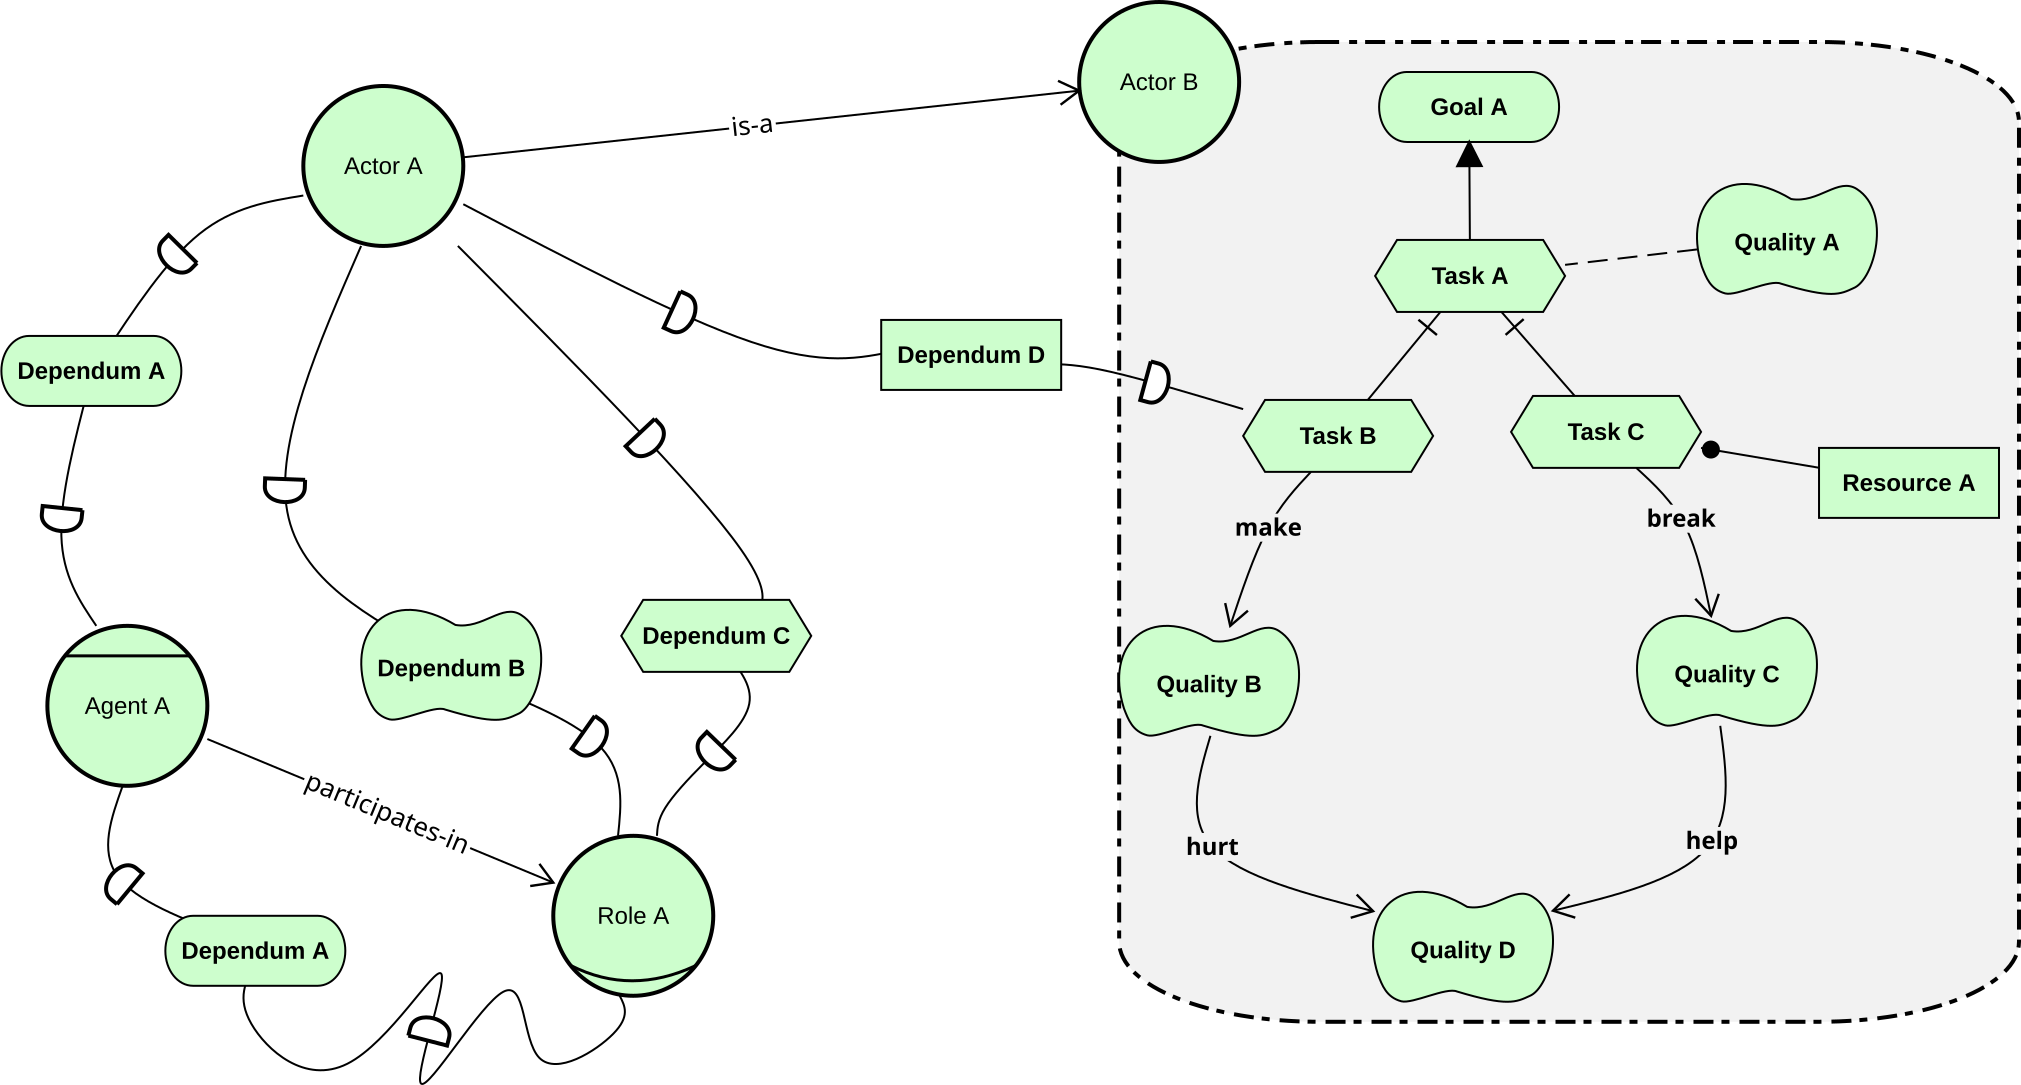 Actor B
Goal A
is-a
Actor A
Quality A
Task A
Dependum D
Dependum A
Task B
Task C
Resource A
make
break
Dependum C
Dependum B
Quality B
Quality C
Agent A
participates-in
hurt
help
Role A
Dependum A
Quality D